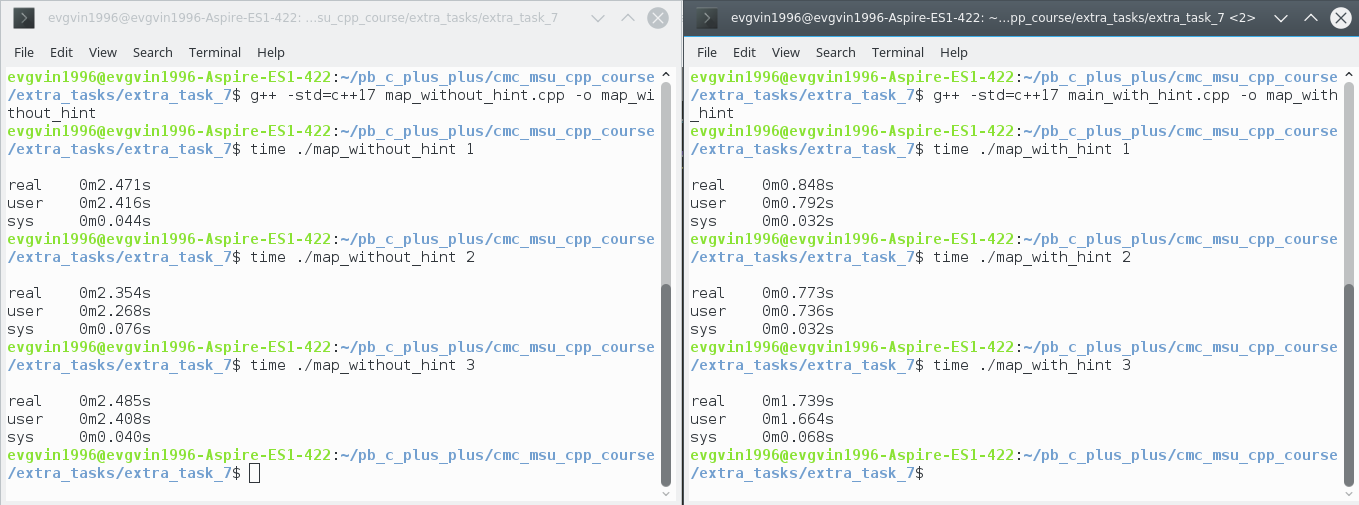 evgvin1996@evgvin1996-Aspire-ES1-422: ...su_cpp_course/extra_tasks/extra_task_7
File Edit View Search Terminal Help
evgvin1996@evgvin1996-Aspire-ES1-422:~/pb_c_plus_plus/cmc_msu_cpp_course
/extra_tasks/extra_task_7$ g++ -std=c++17 map_without_hint.cpp -o map_wi
thout_hint
evgvin1996@evgvin1996-Aspire-ES1-422:~/pb_c_plus_plus/cmc_msu_cpp_course
/extra_tasks/extra_task_7$ time ./map_without_hint 1
real 0m2.471s
user 0m2.416s
sys 0m0.044s
evgvin1996@evgvin1996-Aspire-ES1-422:~/pb_c_plus_plus/cmc_msu_cpp_course
/extra_tasks/extra_task_7$ time ./map_without_hint 2
real 0m2.354s
user 0m2.268s
sys 0m0.076s
evgvin1996@evgvin1996-Aspire-ES1-422:~/pb_c_plus_plus/cmc_msu_cpp_course
/extra_tasks/extra_task_7$ time ./map_without_hint 3
real 0m2.485s
user 0m2.408s
sys 0m0.040s
evgvin1996@evgvin1996-Aspire-ES1-422:~/pb_c_plus_plus/cmc_msu_cpp_course
/extra_tasks/extra_task_7$
evgvin1996@evgvin1996-Aspire-ES1-422: ~...pp_course/extra_tasks/extra_task_7 <2>
File Edit View Search Terminal Help
evgvin1996@evgvin1996-Aspire-ES1-422:~/pb_c_plus_plus/cmc_msu_cpp_course
/extra_tasks/extra_task_7$ g++ -std=c++17 main_with_hint.cpp -o map_with
_hint
evgvin1996@evgvin1996-Aspire-ES1-422:~/pb_c_plus_plus/cmc_msu_cpp_course
/extra_tasks/extra_task_7$ time ./map_with_hint 1
real 0m0.848s
user 0m0.792s
sys 0m0.032s
evgvin1996@evgvin1996-Aspire-ES1-422:~/pb_c_plus_plus/cmc_msu_cpp_course
/extra_tasks/extra_task_7$ time ./map_with_hint 2
real 0m0.773s
user 0m0.736s
sys 0m0.032s
evgvin1996@evgvin1996-Aspire-ES1-422:~/pb_c_plus_plus/cmc_msu_cpp_course
/extra_tasks/extra_task_7$ time ./map_with_hint 3
real 0m1.739s
user 0m1.664s
sys 0m0.068s
evgvin1996@evgvin1996-Aspire-ES1-422:~/pb_c_plus_plus/cmc_msu_cpp_course
/extra_tasks/extra_task_7$